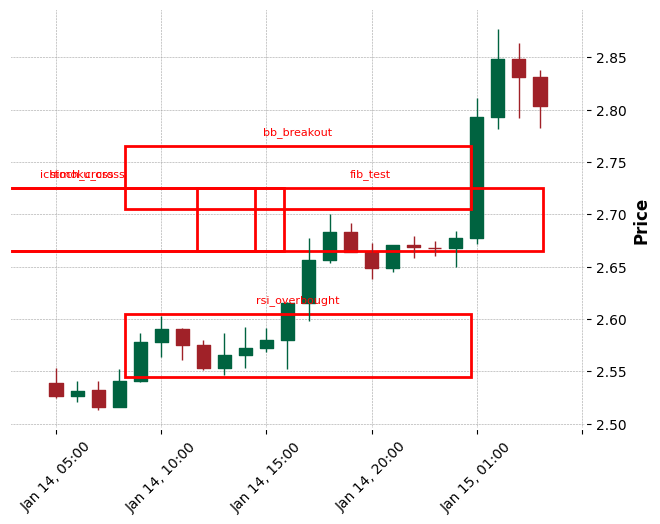 bb_breakout
fib_test
rsi_overbought
2.85
2.80
2.75
2.70
2.65
2.60
2.55
2.50
Price
Jan 14, 05:00
Jan 14, 10:00
Jan 14, 15:00
Jan 14, 20:00
Jan 15, 01:00